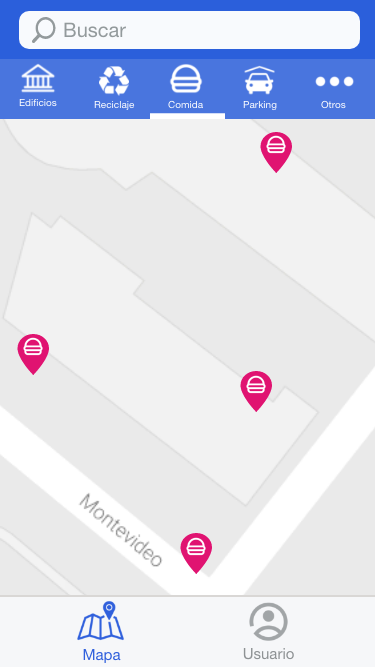 Buscar
Edificios
Reciclaje
Comida
Parking
Otros
Montevideo
Mapa
Usuario